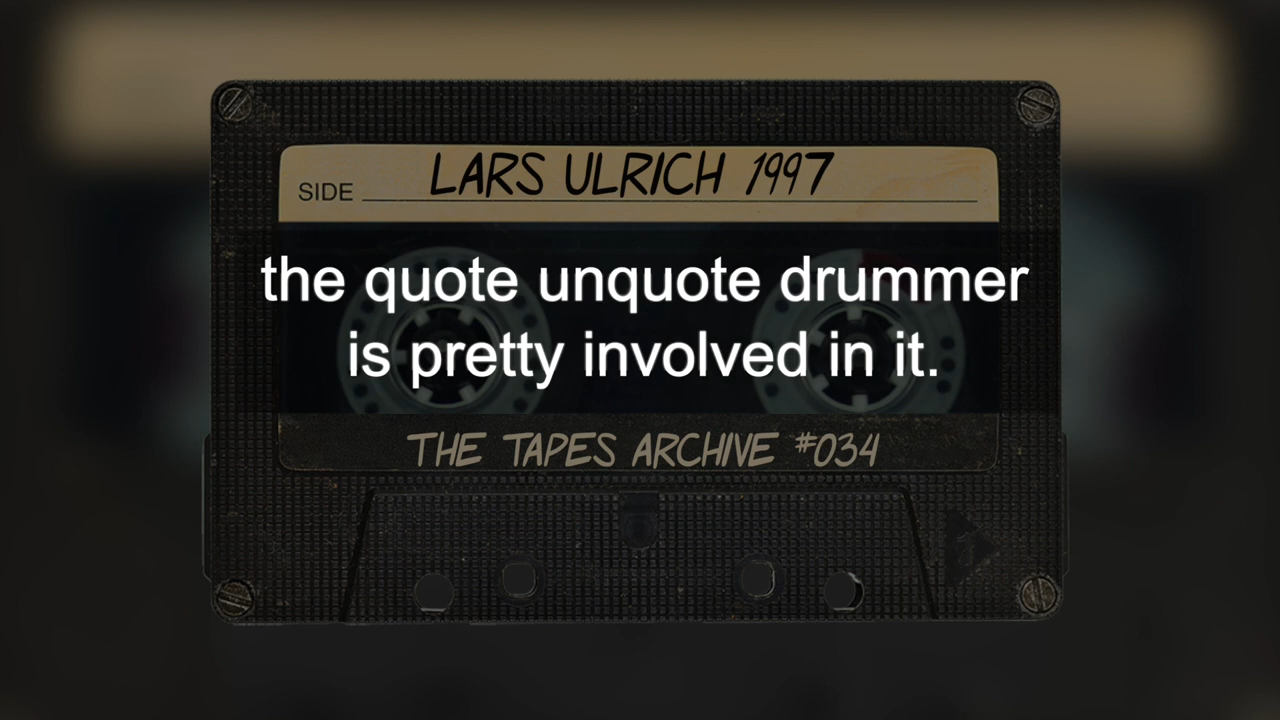 SIDE LARS ULRICH 1997
the quote unquote drummer
is pretty involved in it.
THE TAPES ARCHIVE #034